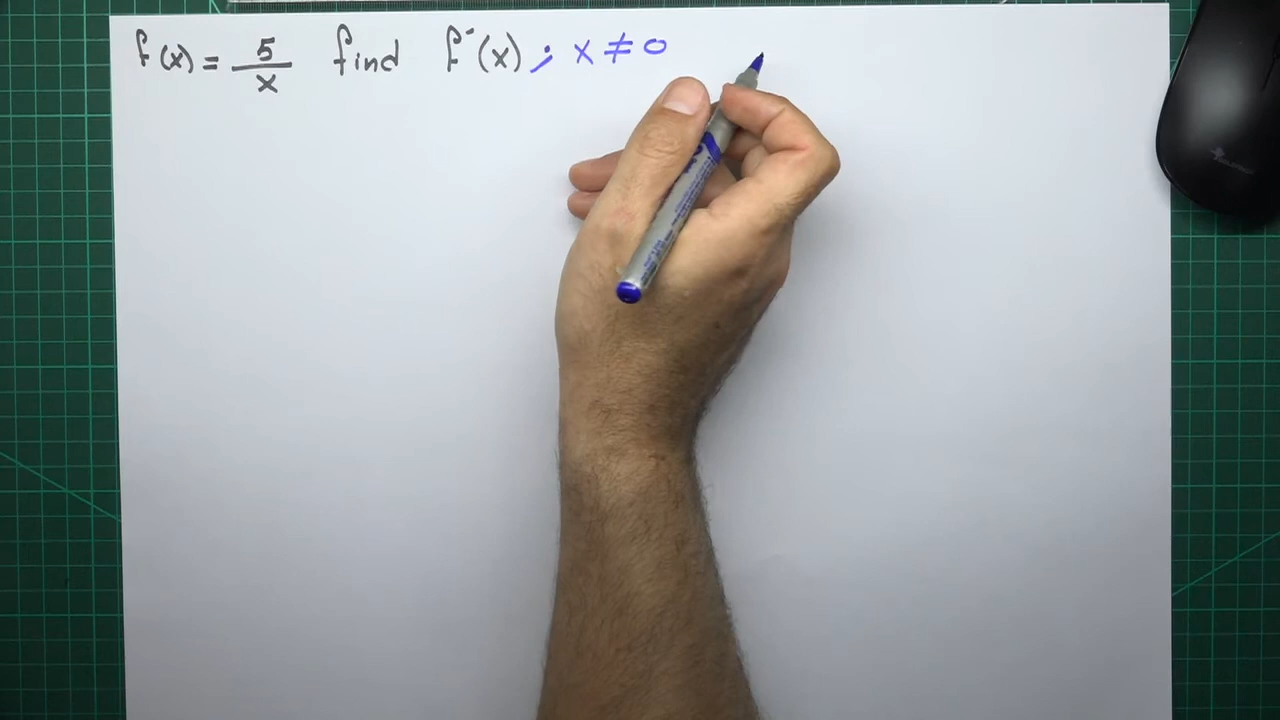 f(x) = 5/x find f'(x) ; x ≠ 0